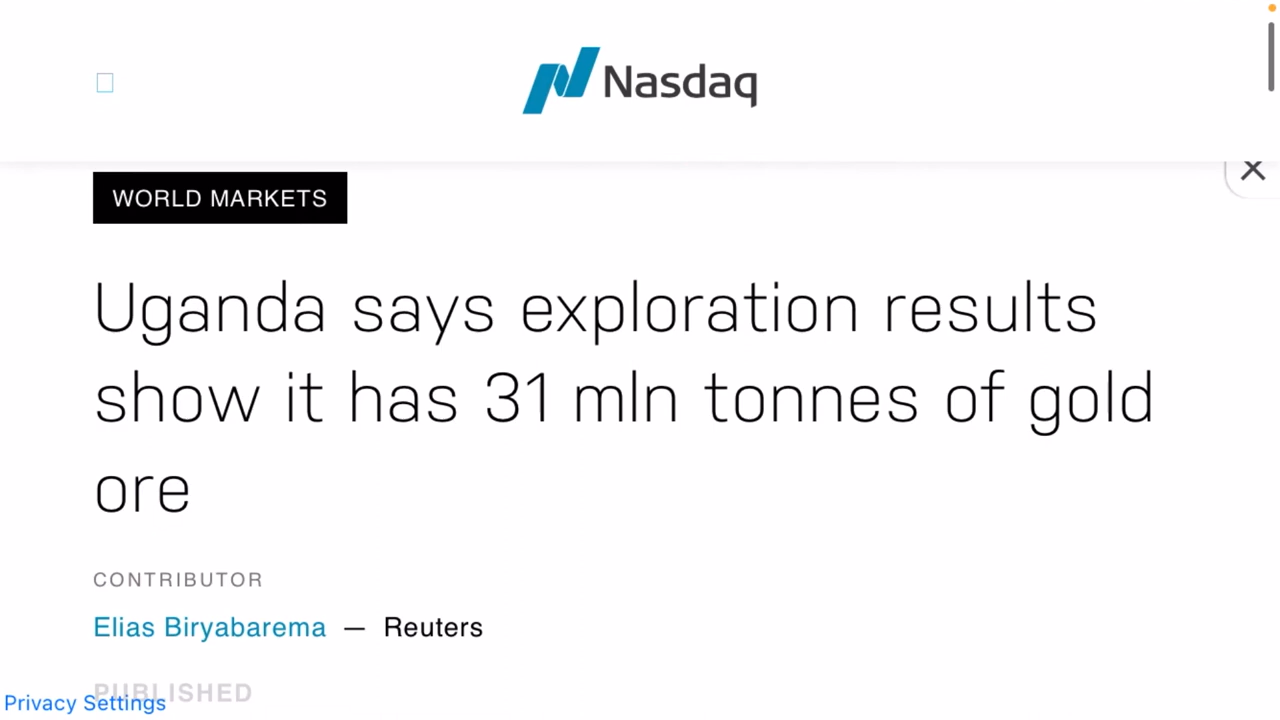 Nasdaq
WORLD MARKETS
Uganda says exploration results
show it has 31 mln tonnes of gold
ore
CONTRIBUTOR
Elias Biryabarema — Reuters
PUBLISHED
Privacy Settings